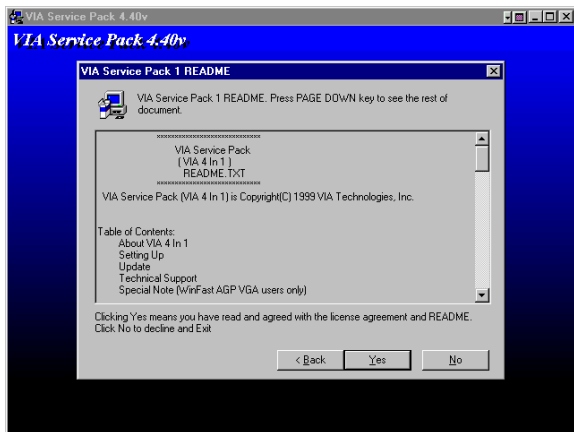 VIA Service Pack 4.40v
VIA Service Pack 4.40v
VIA Service Pack 1 README
VIA Service Pack 1 README. Press PAGE DOWN key to see the rest of
document.
××××××××××××××××××××××××××
VIA Service Pack
( VIA 4 In 1 )
README.TXT
××××××××××××××××××××××××××
VIA Service Pack (VIA 4 In 1) is Copyright(C) 1999 VIA Technologies, Inc.
Table of Contents:
About VIA 4 In 1
Setting Up
Update
Technical Support
Special Note (WinFast AGP VGA users only)
Clicking Yes means you have read and agreed with the license agreement and README.
Click No to decline and Exit
< Back
Yes
No